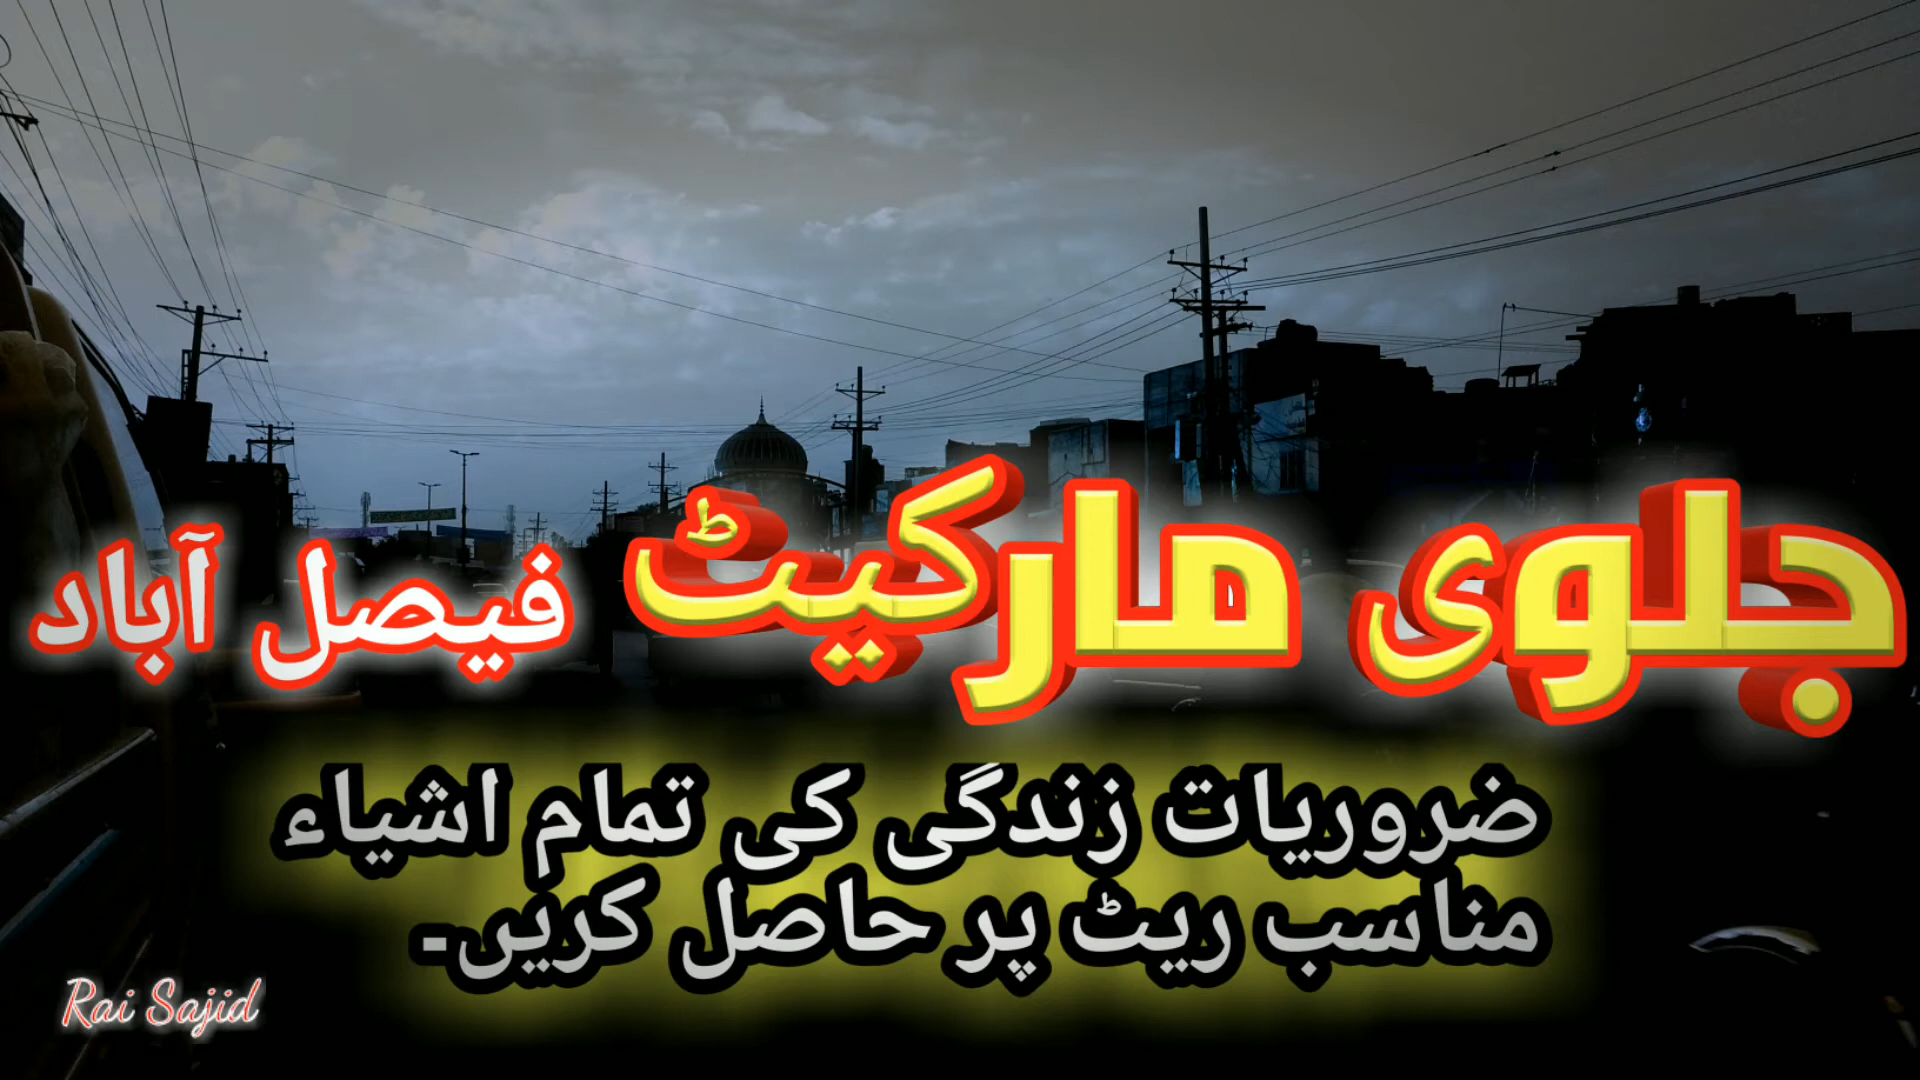 جلوی مارکیٹ فیصل آباد
ضروریات زندگی کی تمام اشیاء
مناسب ریٹ پر حاصل کریں۔
Rai Sajid